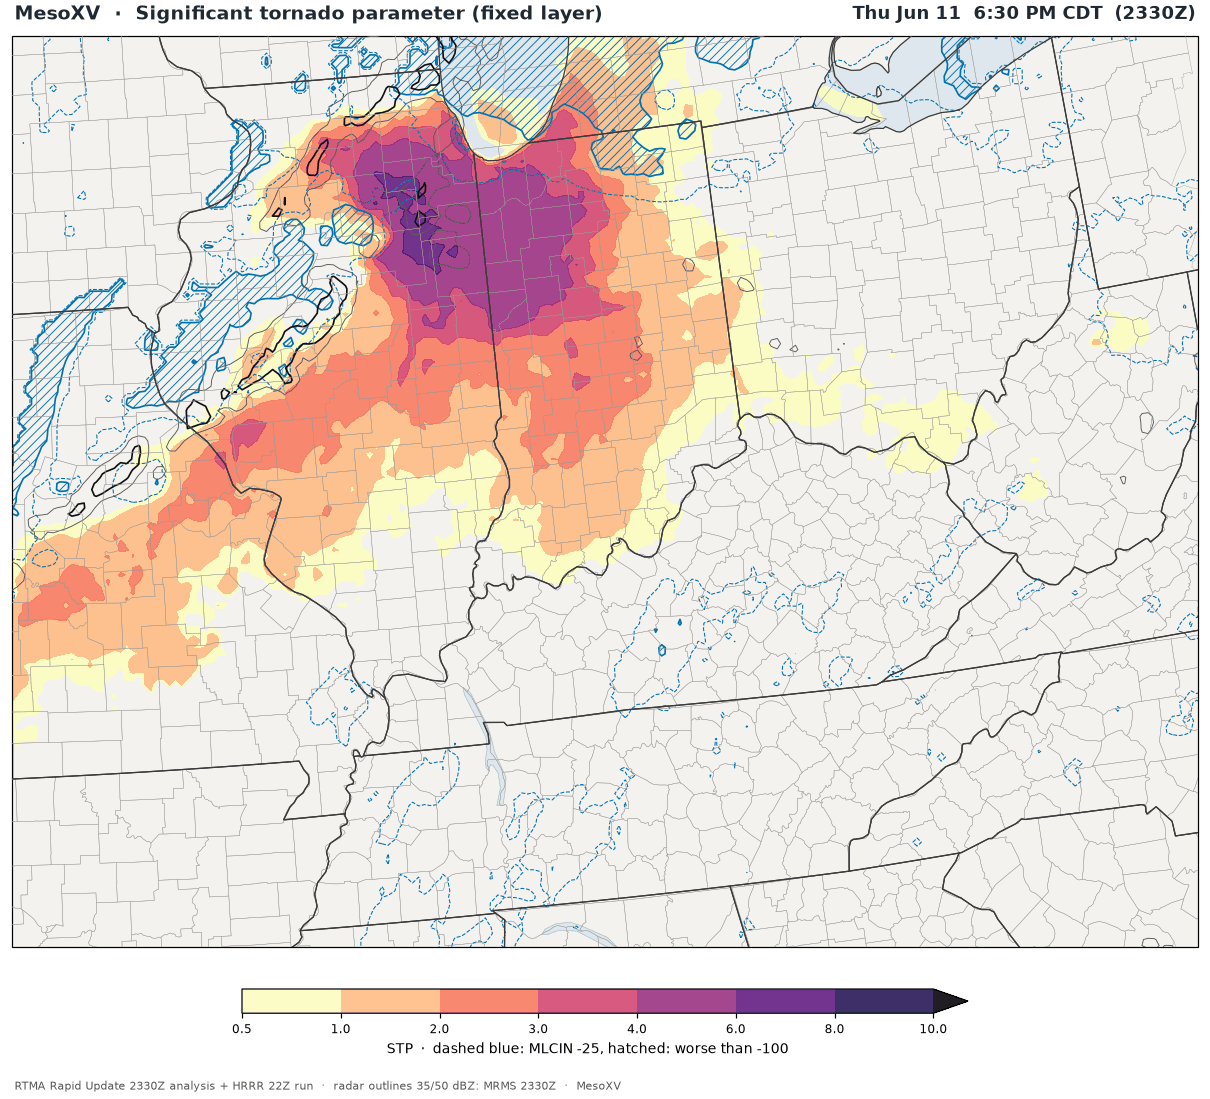 MesoXV · Significant tornado parameter (fixed layer)
Thu Jun 11 6:30 PM CDT (2330Z)
0.5 1.0 2.0 3.0 4.0 6.0 8.0 10.0
STP · dashed blue: MLCIN -25, hatched: worse than -100
RTMA Rapid Update 2330Z analysis + HRRR 22Z run · radar outlines 35/50 dBZ: MRMS 2330Z · MesoXV